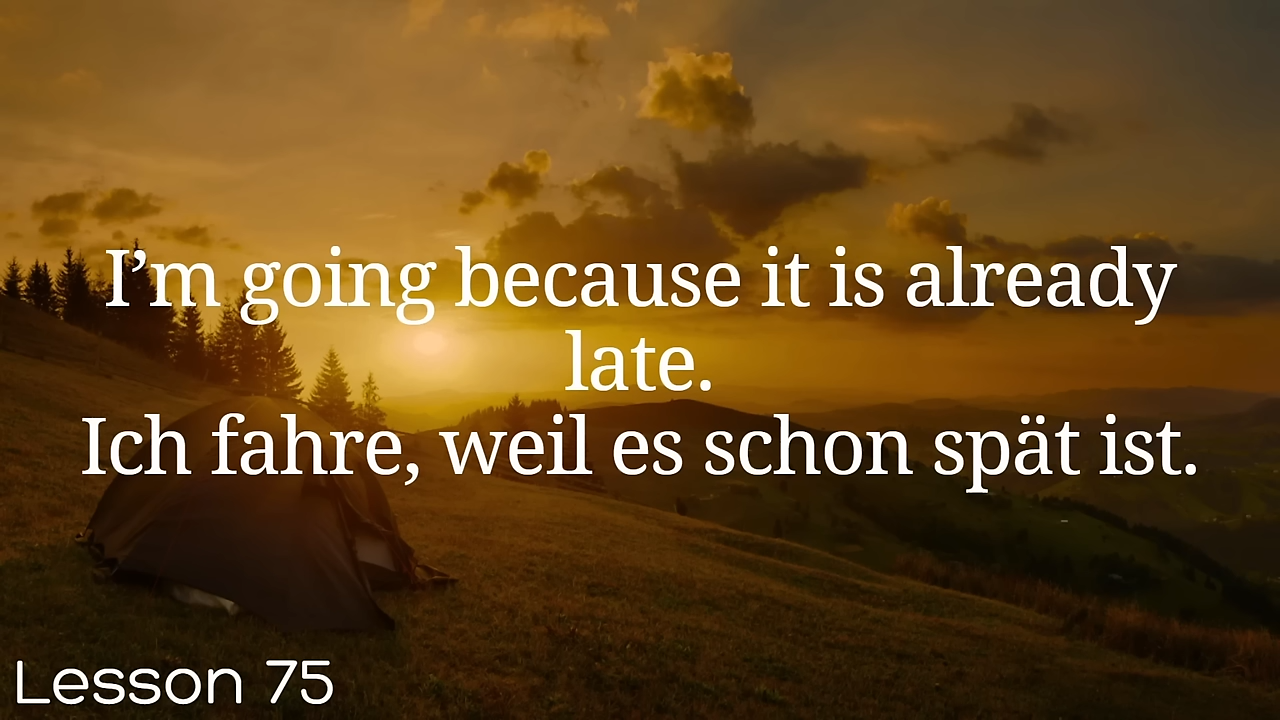 I’m going because it is already
late.
Ich fahre, weil es schon spät ist.
Lesson 75